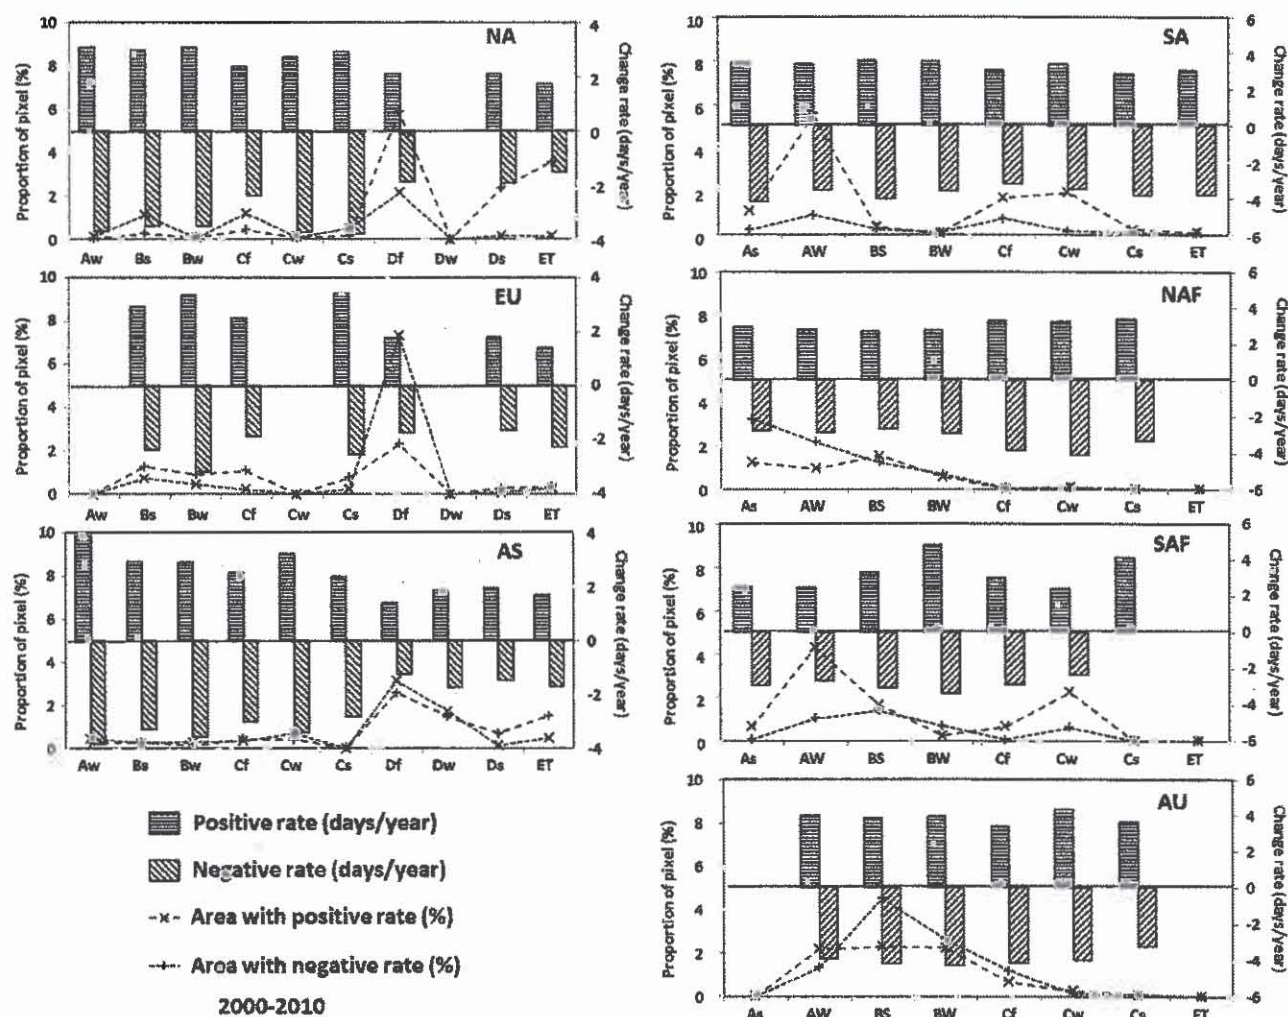 10
8
6
4
2
0
Proportion of pixel (%)
NA
4
2
0
-2
-4
Change rate (days/year)
Aw Bs Bw Cf Cw Cs Df Dw Ds ET
10
8
6
4
2
0
Proportion of pixel (%)
EU
4
2
0
-2
-4
Change rate (days/year)
Aw Bs Bw Cf Cw Cs Df Dw Ds ET
10
8
6
4
2
0
Proportion of pixel (%)
AS
4
2
0
-2
-4
Change rate (days/year)
Aw Bs Bw Cf Cw Cs Df Dw Ds ET
Positive rate (days/year)
Negative rate (days/year)
Area with positive rate (%)
Area with negative rate (%)
2000-2010
10
8
6
4
2
0
Proportion of pixel (%)
SA
6
4
2
0
-2
-4
-6
Change rate (days/year)
As AW BS BW Cf Cw Cs ET
10
8
6
4
2
0
Proportion of pixel (%)
NAF
6
4
2
0
-2
-4
-6
Change rate (days/year)
As AW BS BW Cf Cw Cs ET
10
8
6
4
2
0
Proportion of pixel (%)
SAF
6
4
2
0
-2
-4
-6
Change rate (days/year)
As AW BS BW Cf Cw Cs ET
10
8
6
4
2
0
Proportion of pixel (%)
AU
6
4
2
0
-2
-4
-6
Change rate (days/year)
As AW BS BW Cf Cw Cs ET